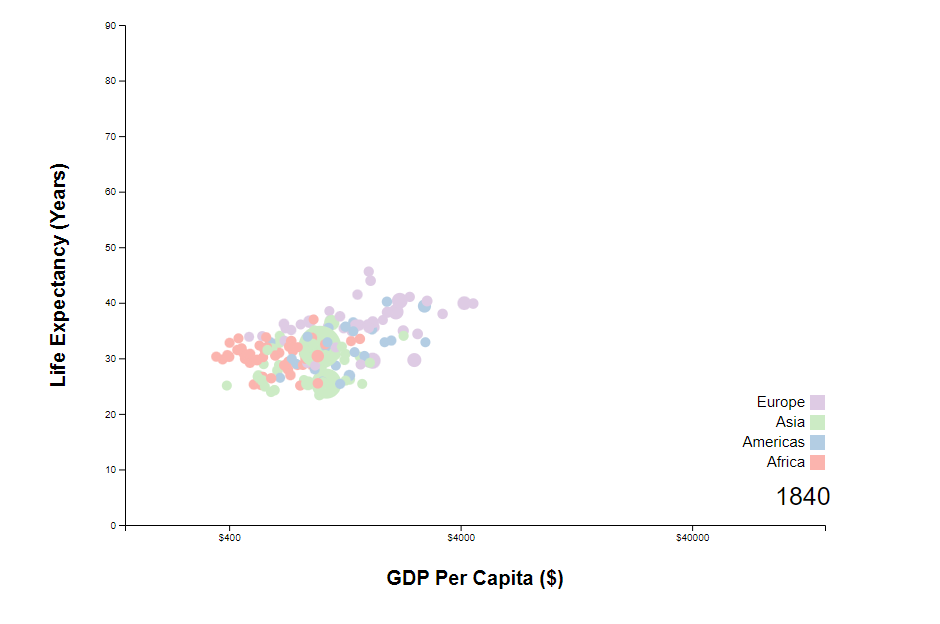 90
80
70
60
50
40
30
20
10
0
Life Expectancy (Years)
$400
$4000
$40000
GDP Per Capita ($)
Europe
Asia
Americas
Africa
1840